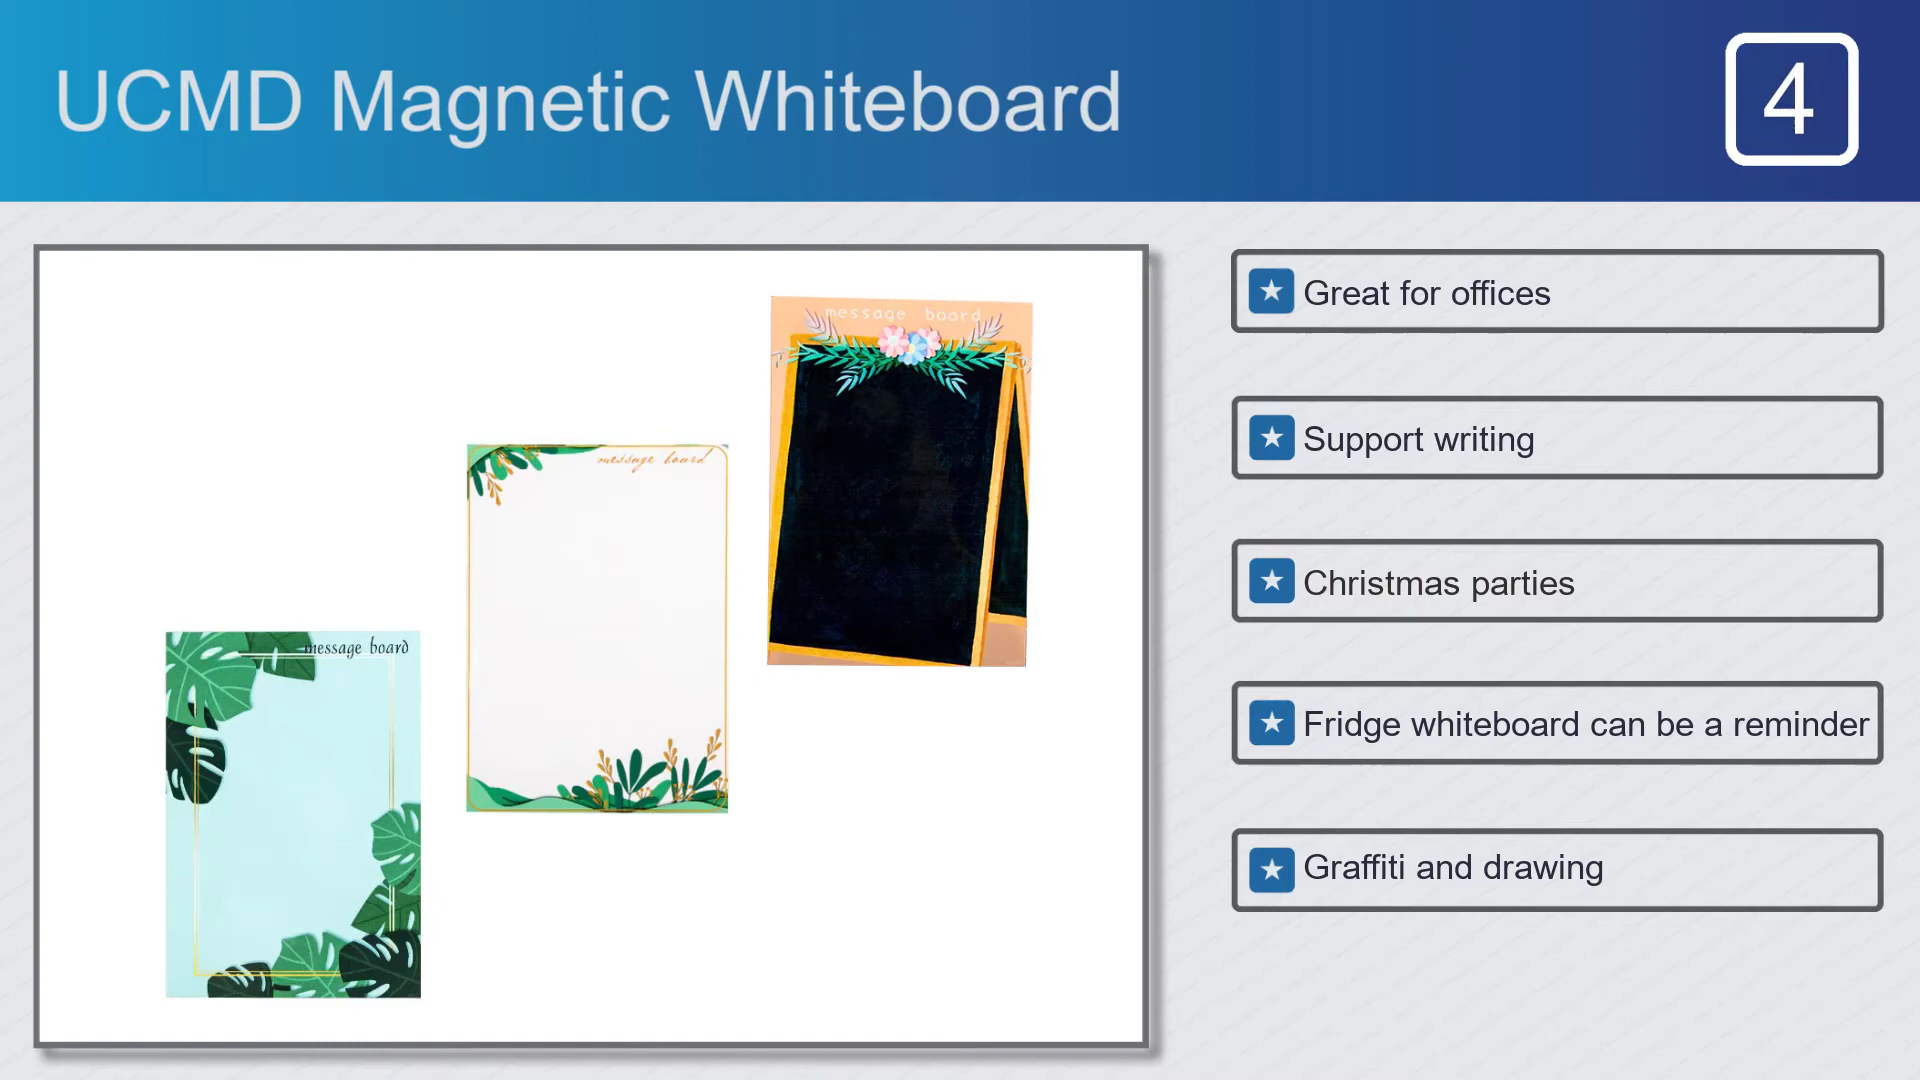 UCMD Magnetic Whiteboard
4
message boord
message board
message board
Great for offices
Support writing
Christmas parties
Fridge whiteboard can be a reminder
Graffiti and drawing